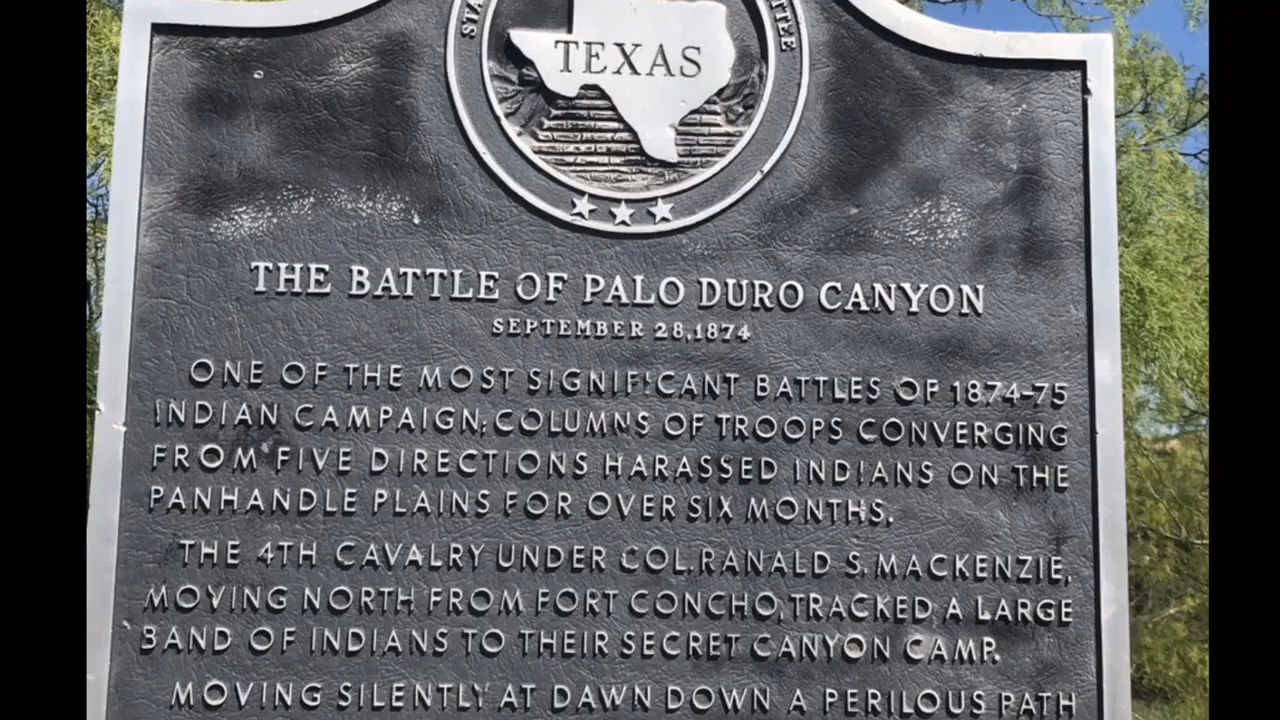 STA TTEE
TEXAS
THE BATTLE OF PALO DURO CANYON
SEPTEMBER 28, 1874
ONE OF THE MOST SIGNIFICANT BATTLES OF 1874-75
INDIAN CAMPAIGN; COLUMNS OF TROOPS CONVERGING
FROM FIVE DIRECTIONS HARASSED INDIANS ON THE
PANHANDLE PLAINS FOR OVER SIX MONTHS.
THE 4TH CAVALRY UNDER COL. RANALD S. MACKENZIE,
MOVING NORTH FROM FORT CONCHO, TRACKED A LARGE
BAND OF INDIANS TO THEIR SECRET CANYON CAMP.
MOVING SILENTLY AT DAWN DOWN A PERILOUS PATH